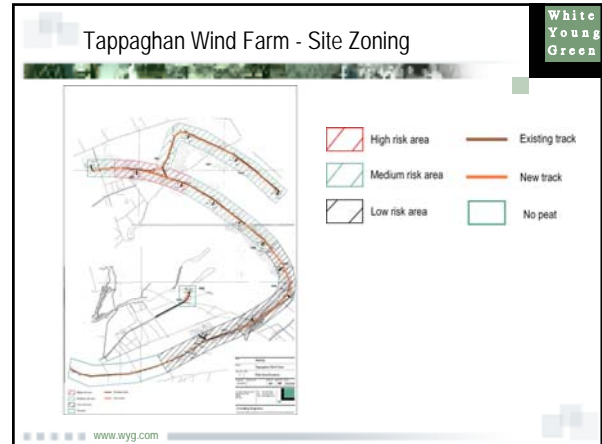 Tappaghan Wind Farm - Site Zoning
White
Young
Green
High risk area
Existing track
Medium risk area
New track
Low risk area
No peat
www.wyg.com